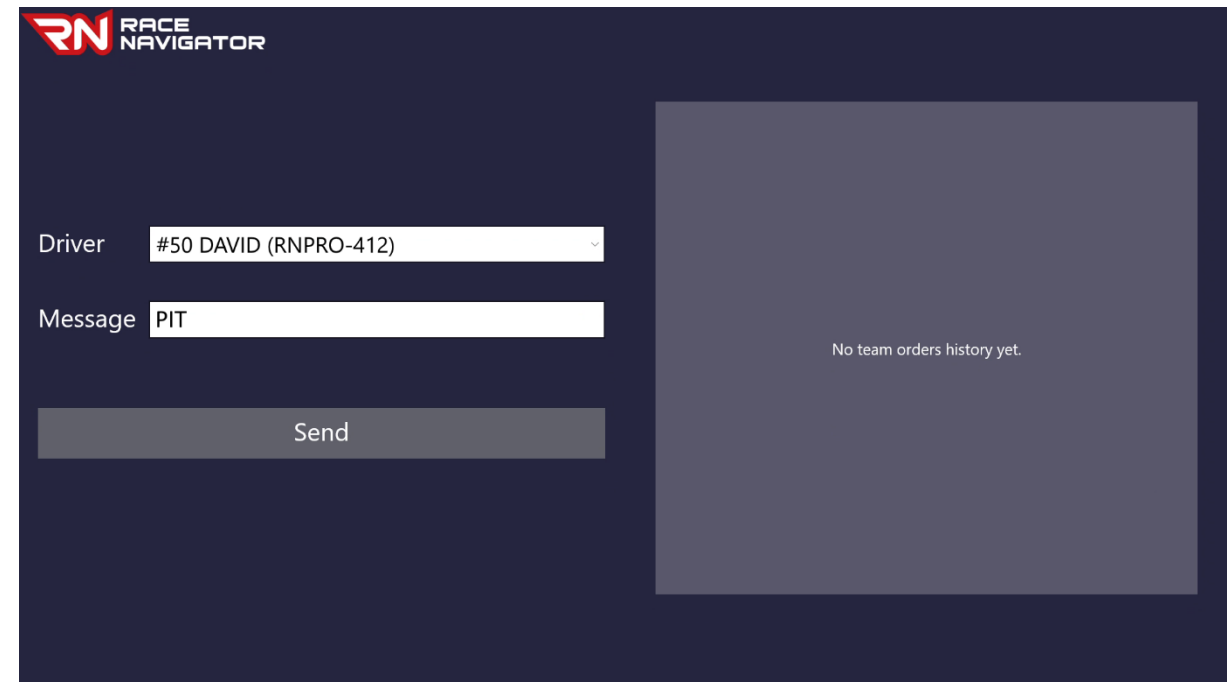 RN RACE
NAVIGATOR
Driver #50 DAVID (RNPRO-412)
Message PIT
Send
No team orders history yet.